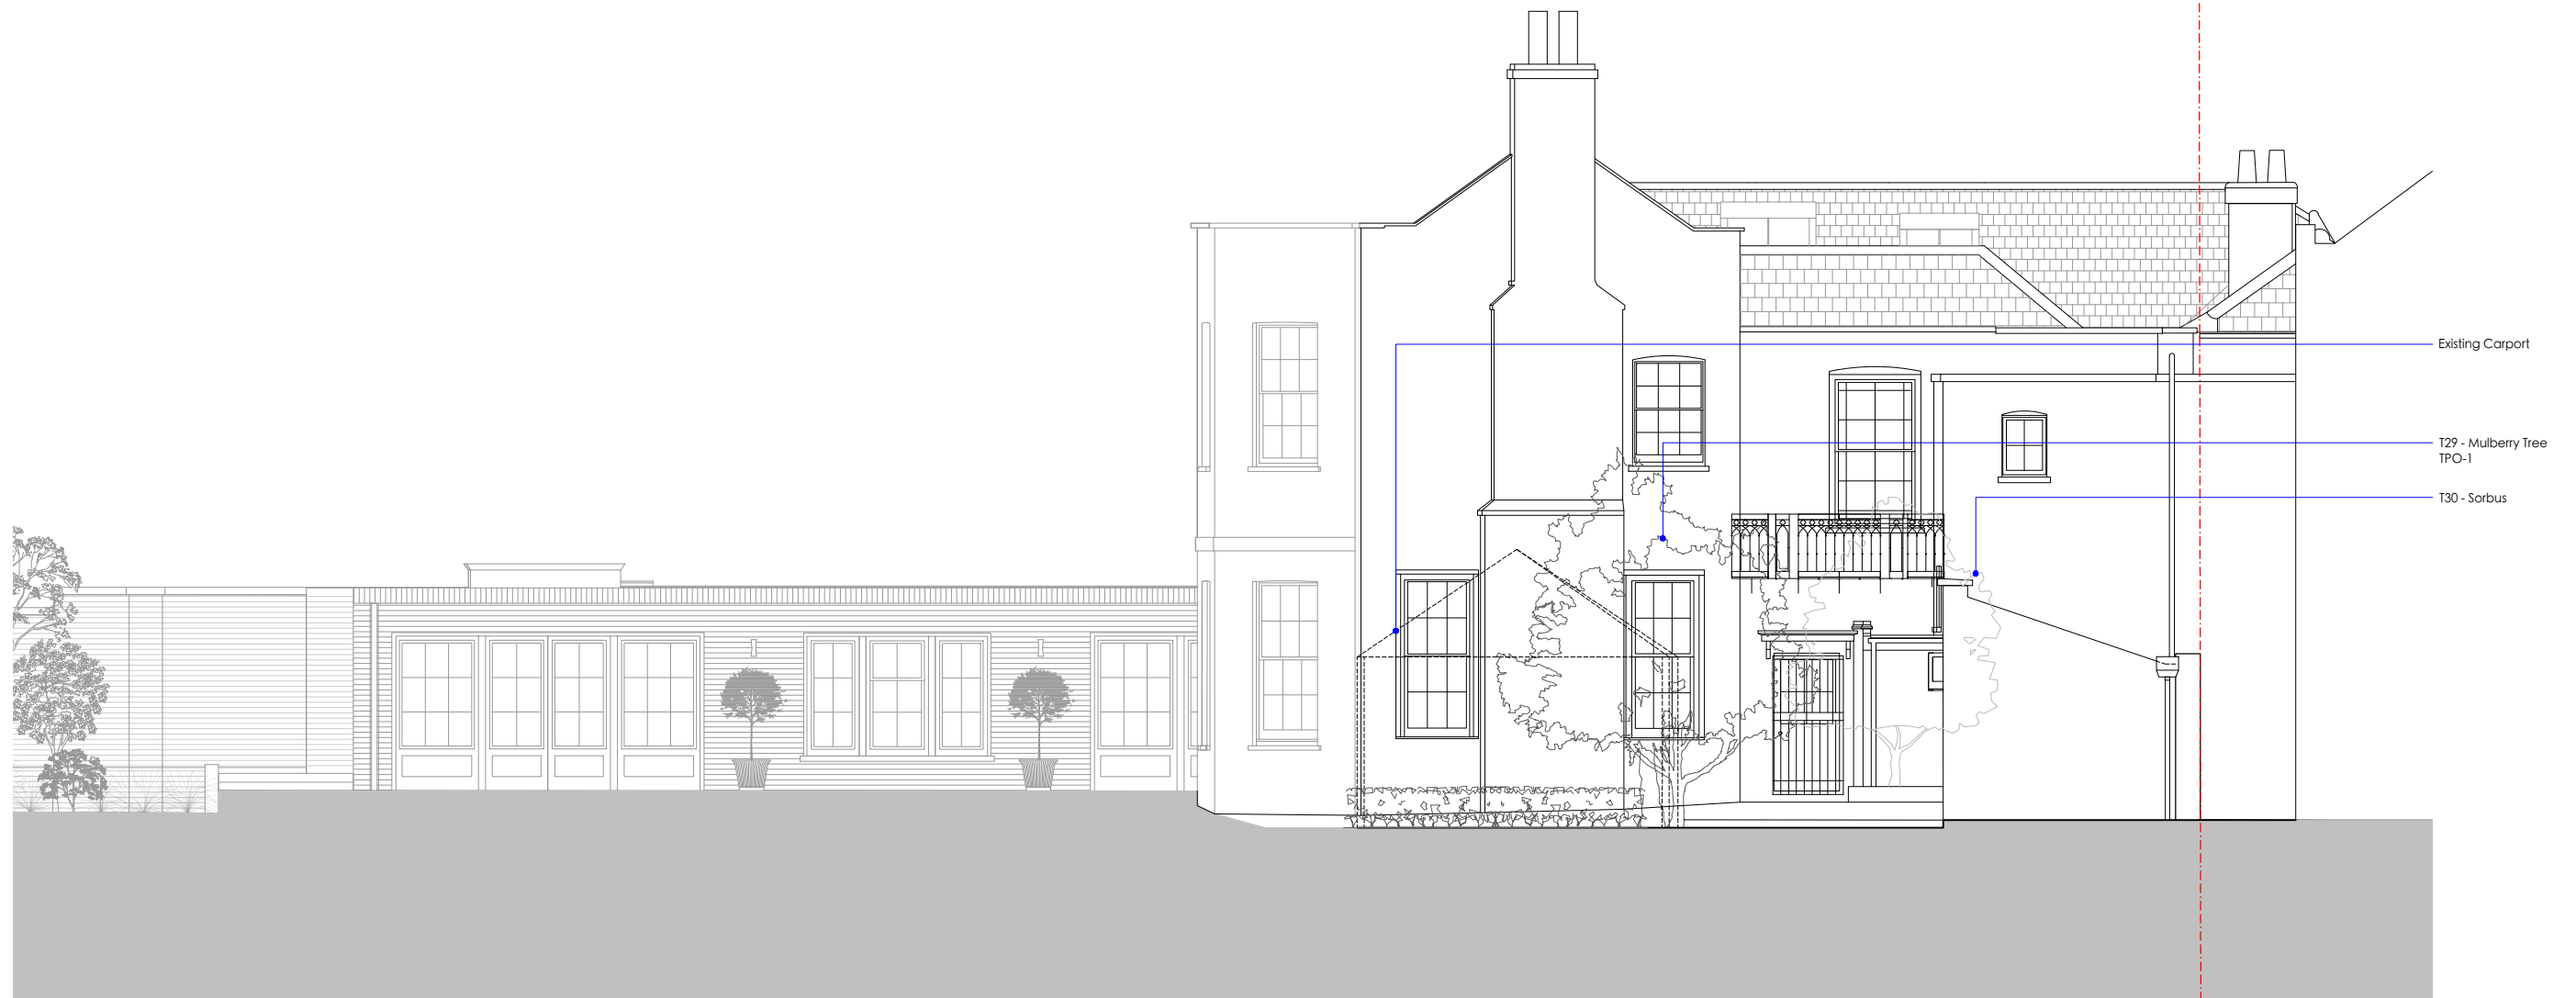 Existing Carport
T29 - Mulberry Tree
TPO-1
T30 - Sorbus